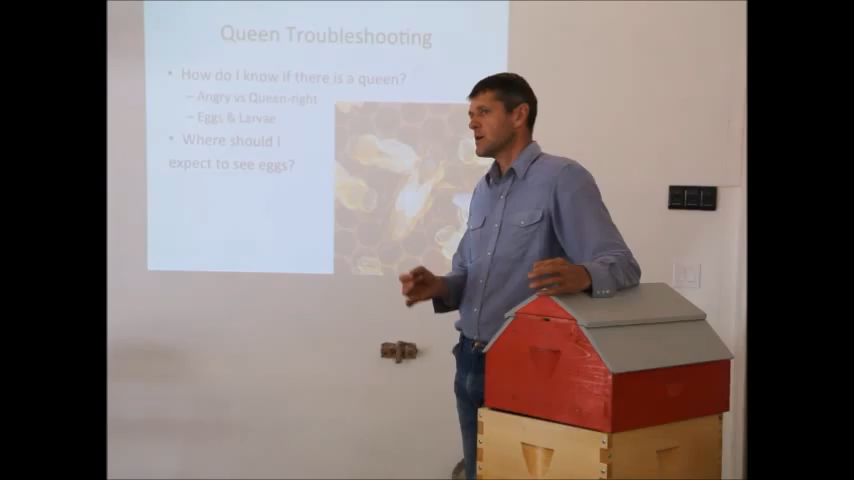 Queen Troubleshooting
• How do I know if there is a queen?
– Angry vs Queen-right
– Eggs & Larvae
• Where should I
expect to see eggs?